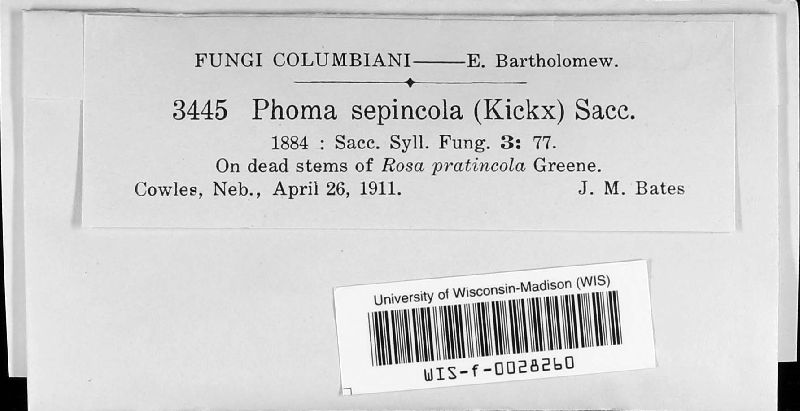 FUNGI COLUMBIANI——E. Bartholomew.
3445 Phoma sepincola (Kickx) Sacc.
1884 : Sacc. Syll. Fung. 3: 77.
On dead stems of Rosa pratincola Greene.
Cowles, Neb., April 26, 1911. J. M. Bates
University of Wisconsin-Madison (WIS)
WIS-f-0028260